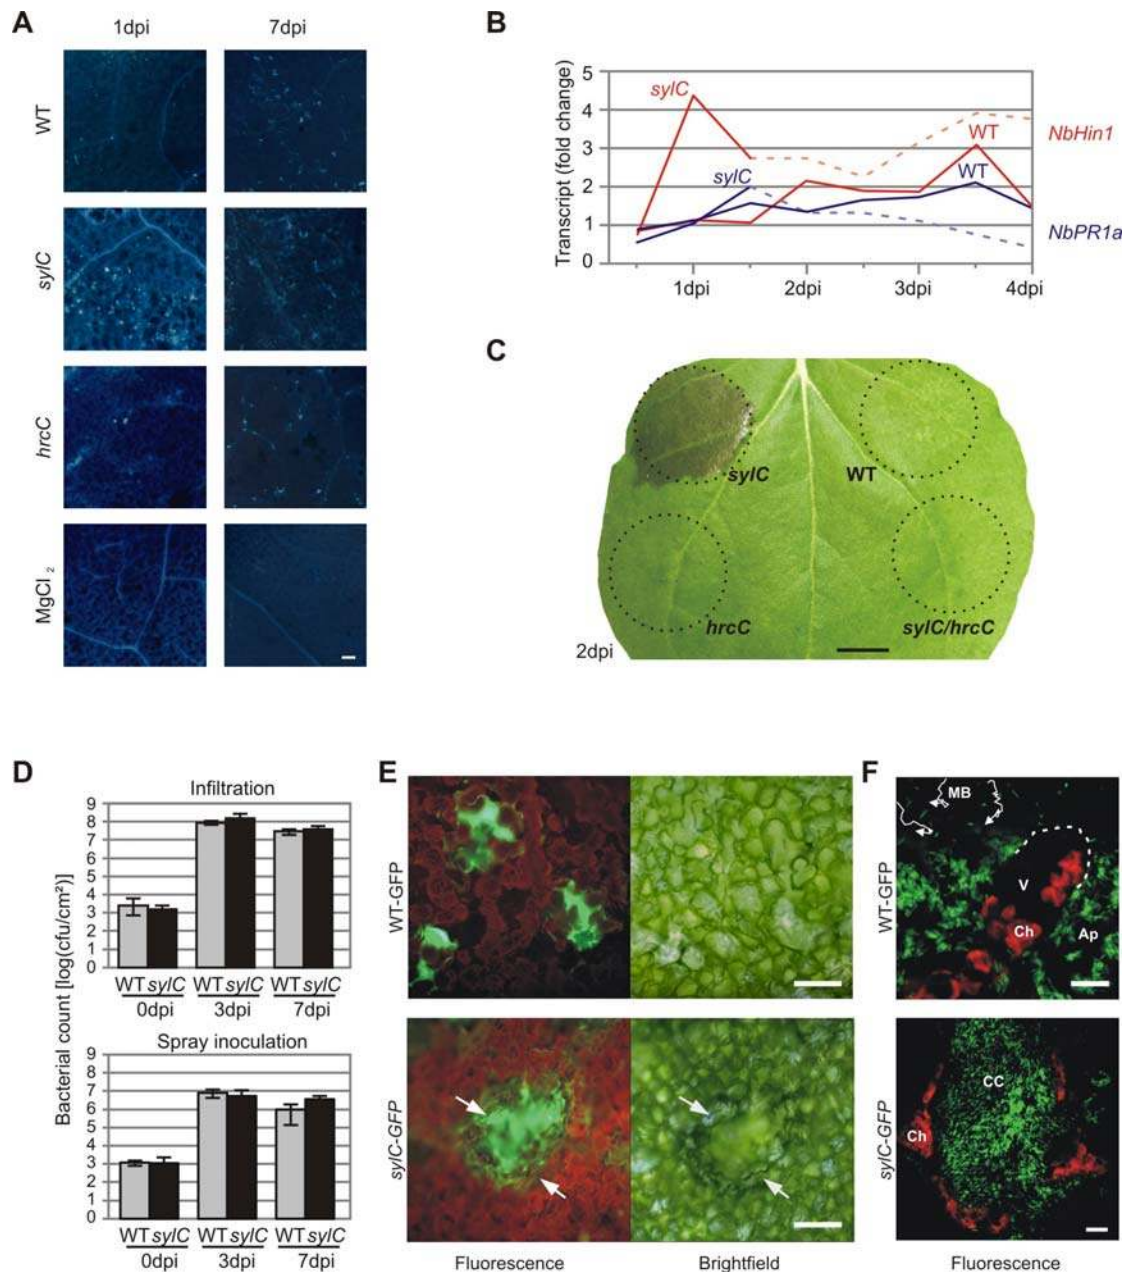 A
1dpi 7dpi
WT
sylC
hrcC
MgCl2
B
Transcript (fold change)
5
4
3
2
1
0
sylC
sylC
WT
WT
NbHin1
NbPR1a
1dpi 2dpi 3dpi 4dpi
C
sylC WT
hrcC sylC/hrcC
2dpi
D
Infiltration
Bacterial count [log(cfu/cm²)]
9
8
7
6
5
4
3
2
1
0
WT sylC WT sylC WT sylC
0dpi 3dpi 7dpi
Spray inoculation
9
8
7
6
5
4
3
2
1
0
WT sylC WT sylC WT sylC
0dpi 3dpi 7dpi
E
WT-GFP
sylC-GFP
Fluorescence Brightfield
F
WT-GFP
MB
V
Ch
Ap
sylC-GFP
CC
Ch
Fluorescence